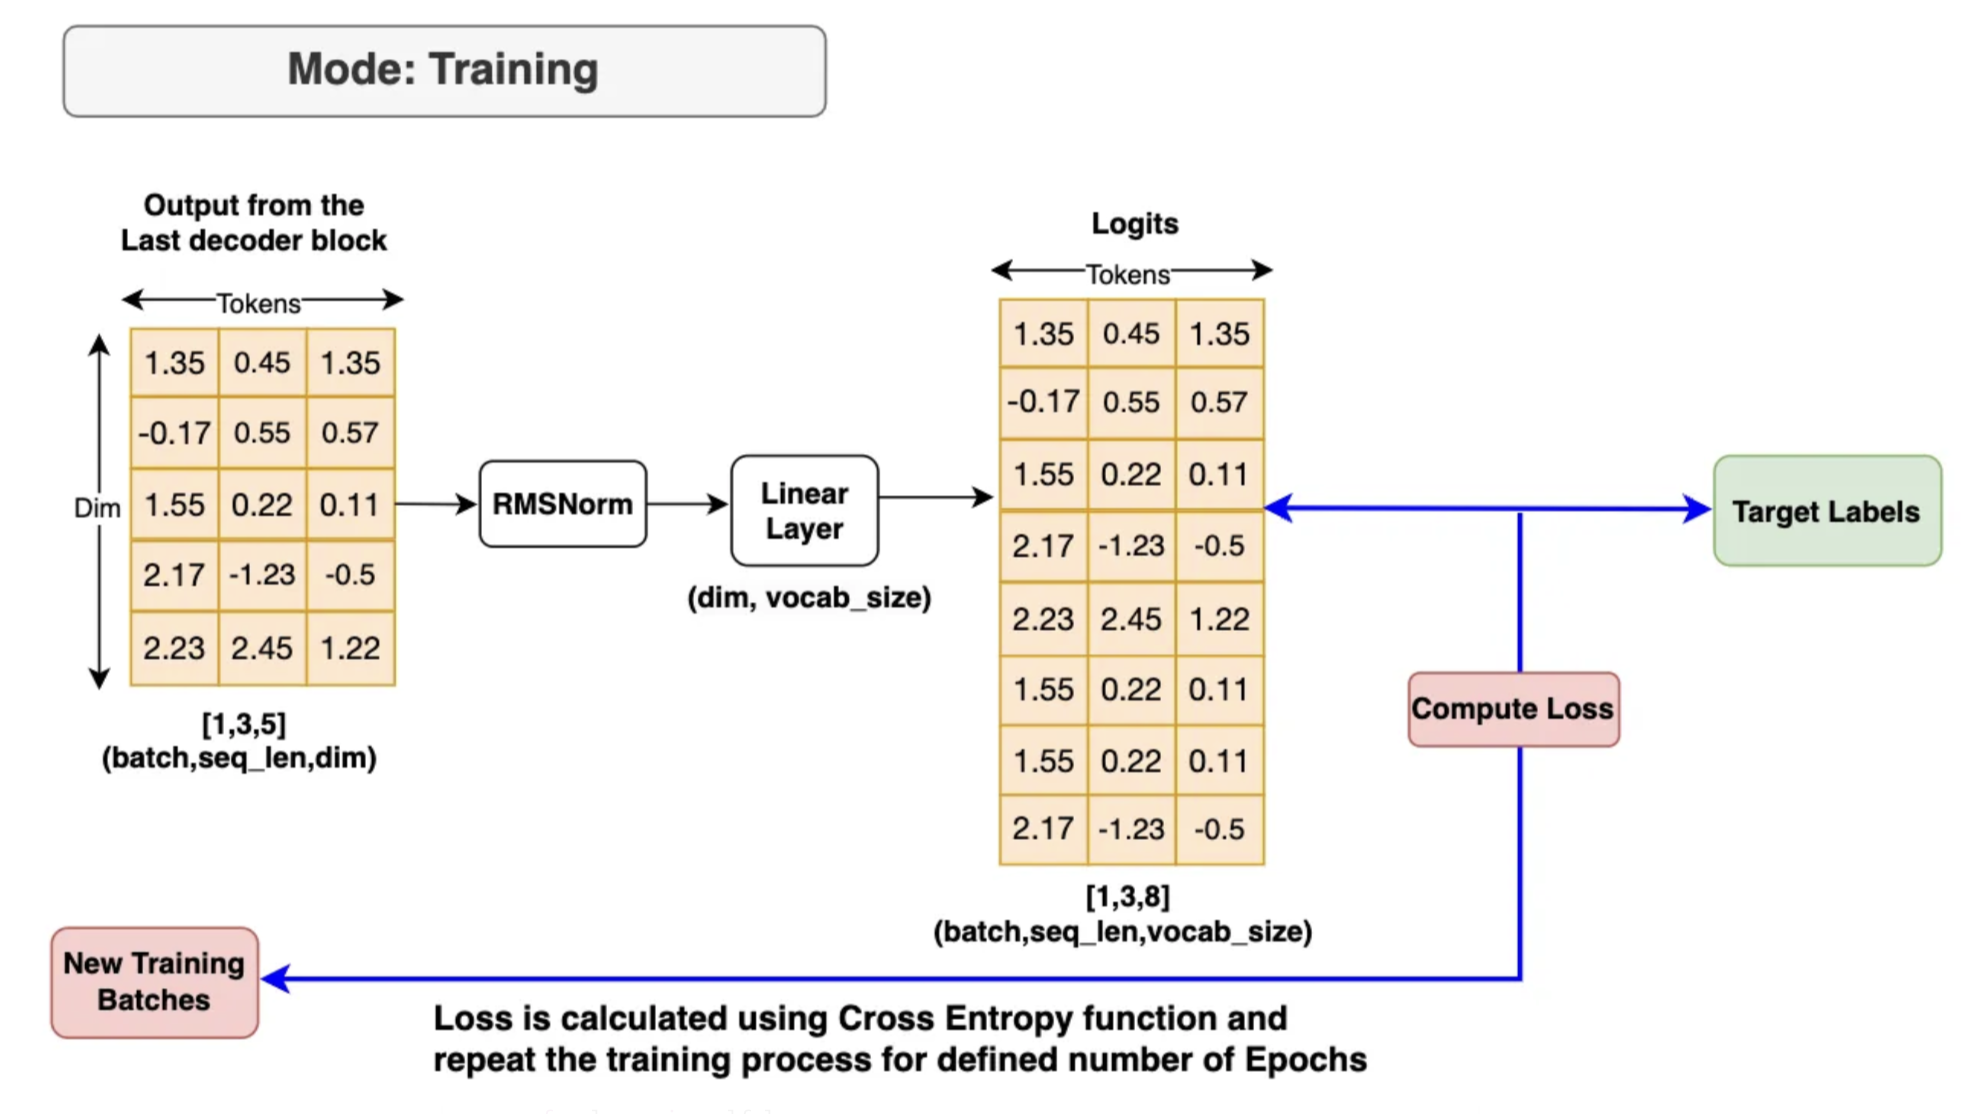 Mode: Training
Output from the
Last decoder block
Tokens
Dim
1.35 0.45 1.35
-0.17 0.55 0.57
1.55 0.22 0.11
2.17 -1.23 -0.5
2.23 2.45 1.22
[1,3,5]
(batch,seq_len,dim)
RMSNorm
Linear
Layer
(dim, vocab_size)
Logits
Tokens
1.35 0.45 1.35
-0.17 0.55 0.57
1.55 0.22 0.11
2.17 -1.23 -0.5
2.23 2.45 1.22
1.55 0.22 0.11
1.55 0.22 0.11
2.17 -1.23 -0.5
[1,3,8]
(batch,seq_len,vocab_size)
Target Labels
Compute Loss
New Training
Batches
Loss is calculated using Cross Entropy function and
repeat the training process for defined number of Epochs